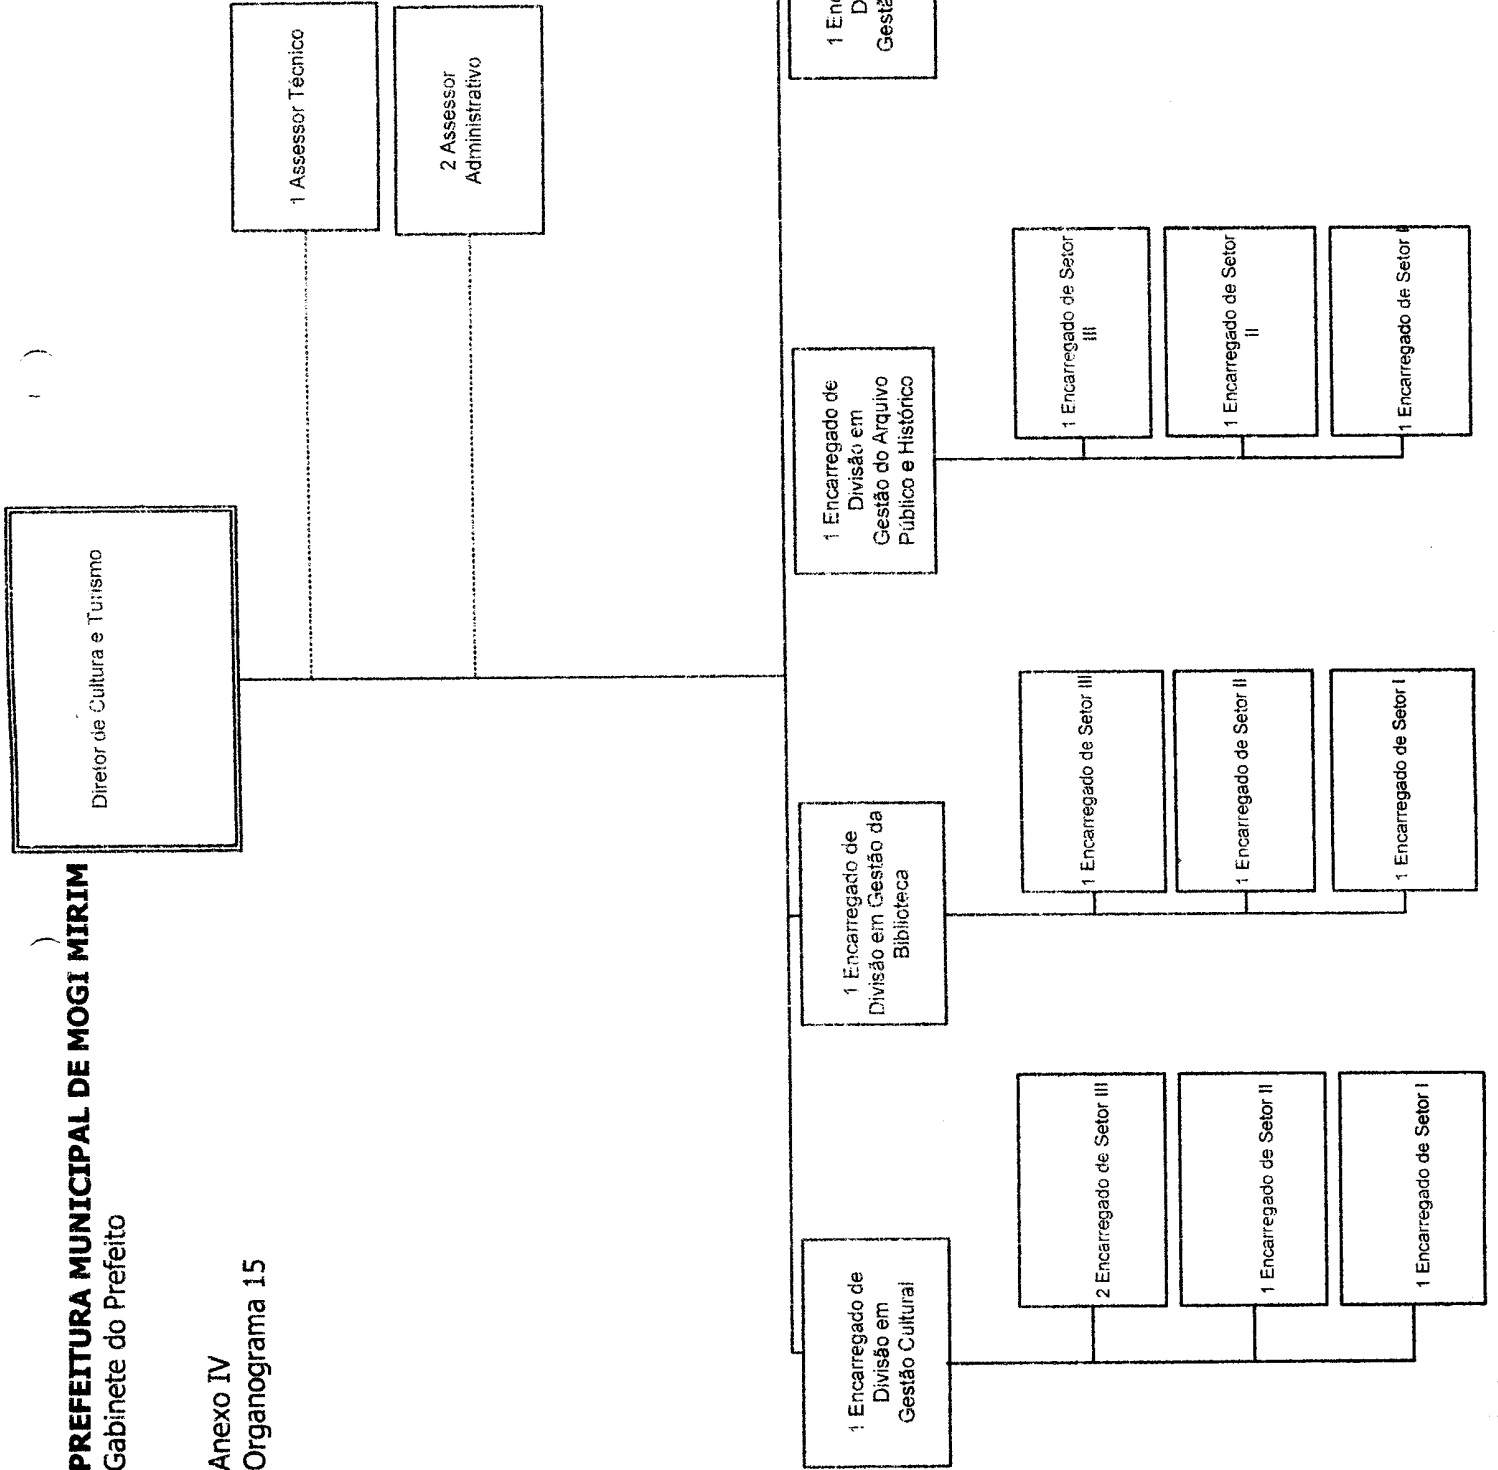 PREFEITURA MUNICIPAL DE MOGI MIRIM
Gabinete do Prefeito
Anexo IV
Organograma 15
Diretor de Cultura e Turismo
1 Assessor Técnico
2 Assessor
Administrativo
1 Encarregado de
Divisão em
Gestão Cultural
2 Encarregado de Setor III
1 Encarregado de Setor II
1 Encarregado de Setor I
1 Encarregado de
Divisão em Gestão da
Biblioteca
1 Encarregado de Setor III
1 Encarregado de Setor II
1 Encarregado de Setor I
1 Encarregado de
Divisão em
Gestão do Arquivo
Público e Histórico
1 Encarregado de Setor
III
1 Encarregado de Setor
II
1 Encarregado de Setor I
1